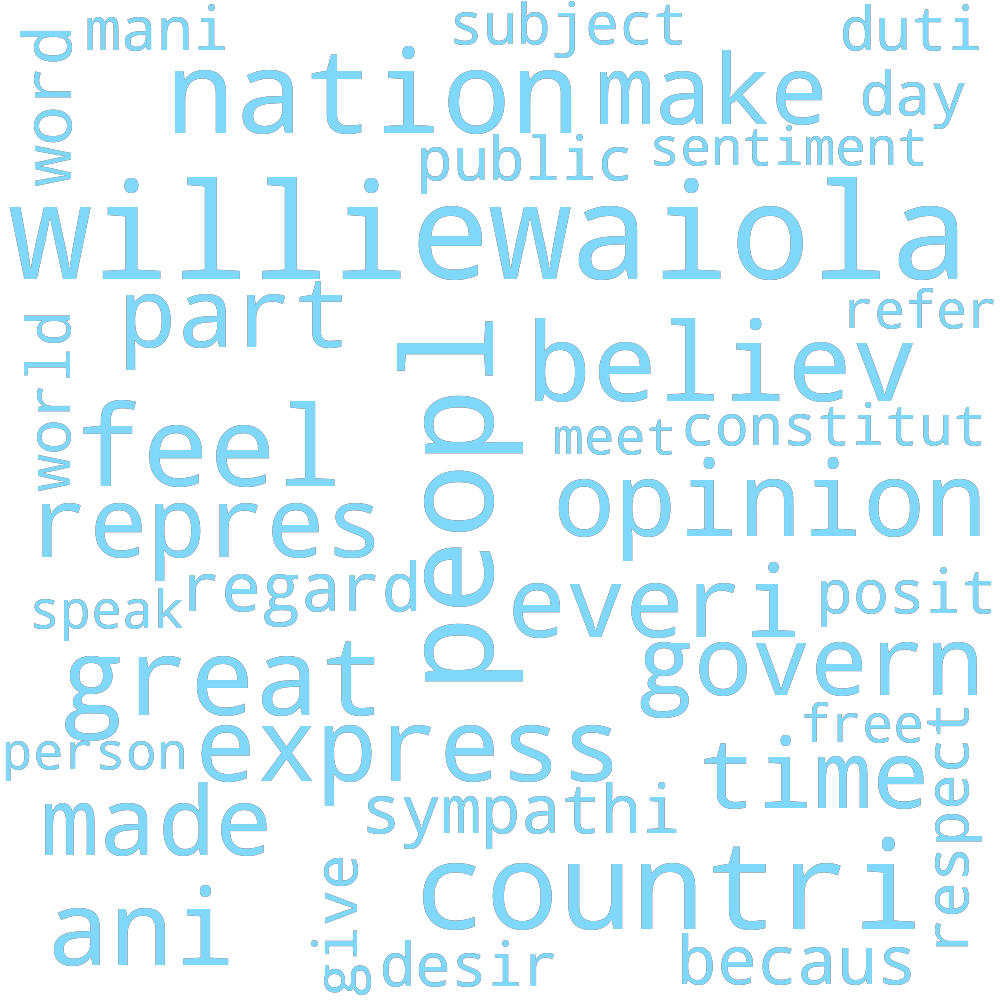 mani subject duti
word nation make day
public sentiment
williewaiola
part refer
world peopl believ
feel meet constitut
repres opinion
speak regard everi posit
great govern
person express time free
made sympathi respect
ani give countri
desir becaus